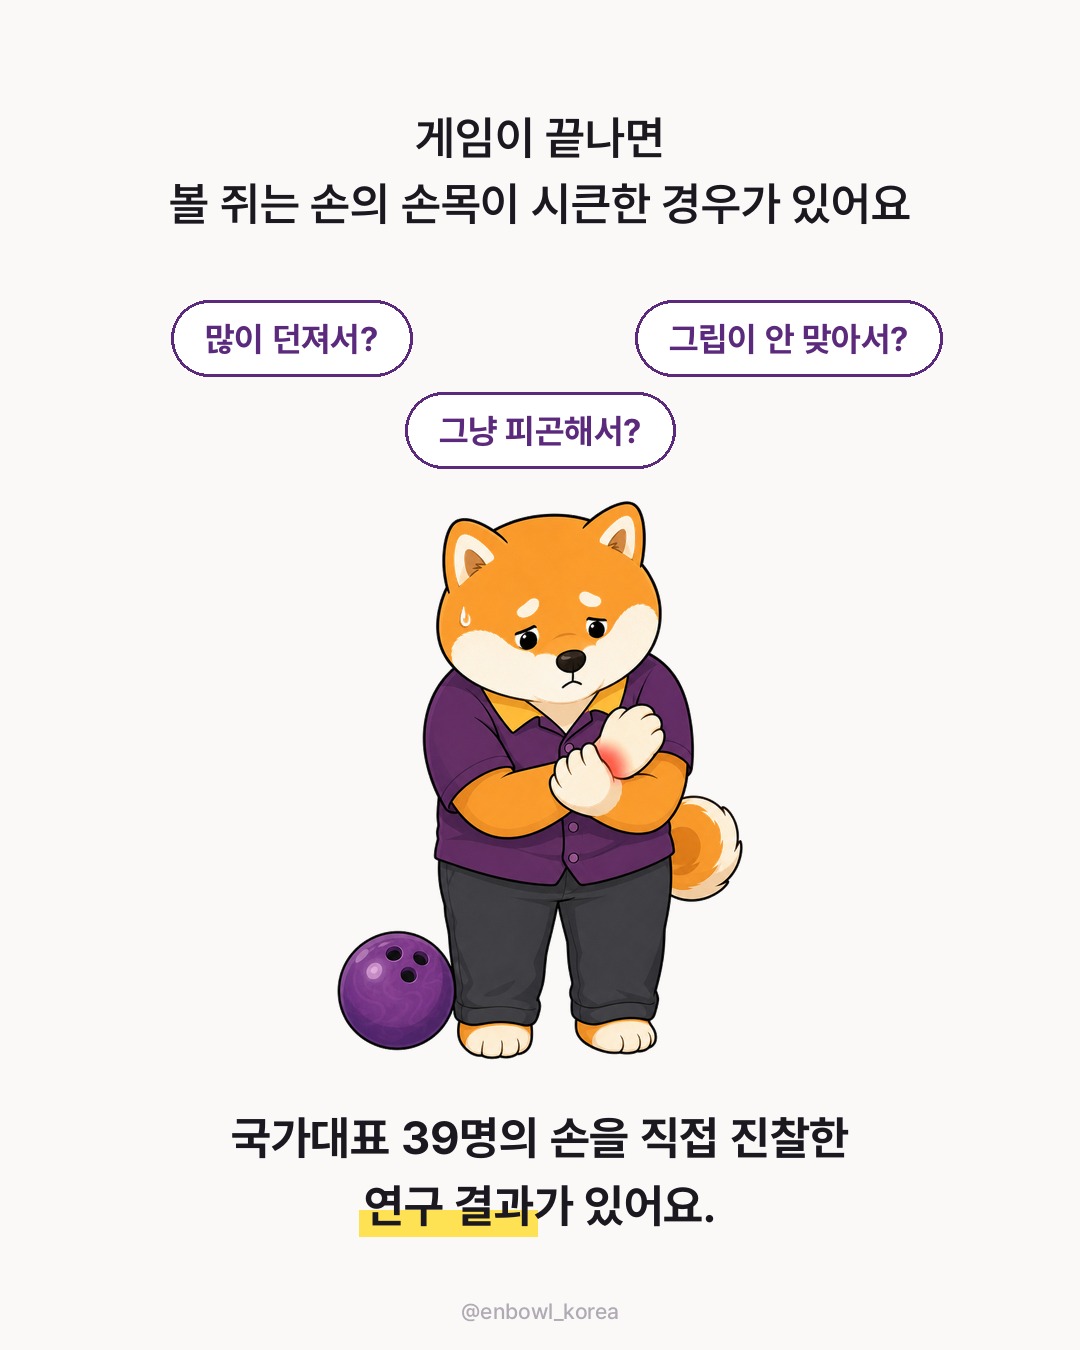 게임이 끝나면
볼 쥐는 손의 손목이 시큰한 경우가 있어요
많이 던져서?
그립이 안 맞아서?
그냥 피곤해서?
국가대표 39명의 손을 직접 진찰한
연구 결과가 있어요.
@enbowl_korea